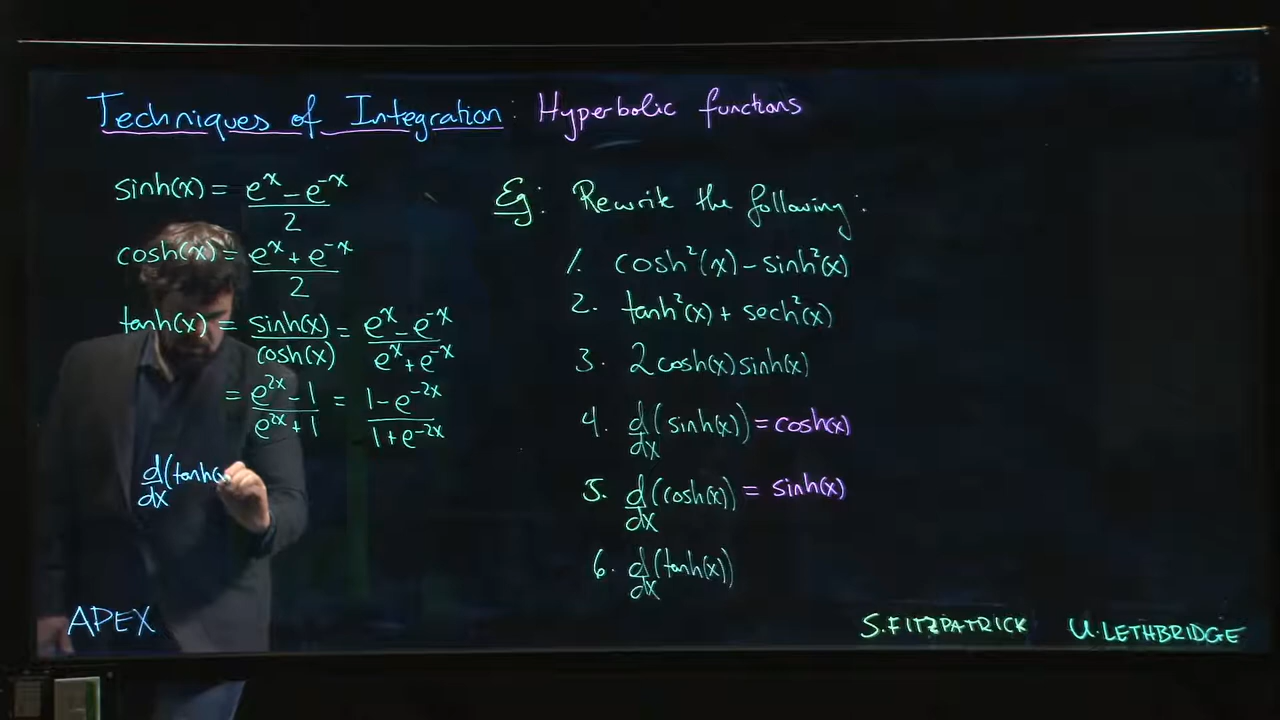 Techniques of Integration: Hyperbolic functions
sinh(x) = (e^x - e^-x)/2
cosh(x) = (e^x + e^-x)/2
tanh(x) = sinh(x)/cosh(x) = (e^x - e^-x)/(e^x + e^-x)
= (e^2x - 1)/(e^2x + 1) = (1 - e^-2x)/(1 + e^-2x)
d/dx (tanh(x
Eg: Rewrite the following:
1. cosh²(x) - sinh²(x)
2. tanh²(x) + sech²(x)
3. 2cosh(x)sinh(x)
4. d/dx (sinh(x)) = cosh(x)
5. d/dx (cosh(x)) = sinh(x)
6. d/dx (tanh(x))
APEX
S.FITZPATRICK U.LETHBRIDGE